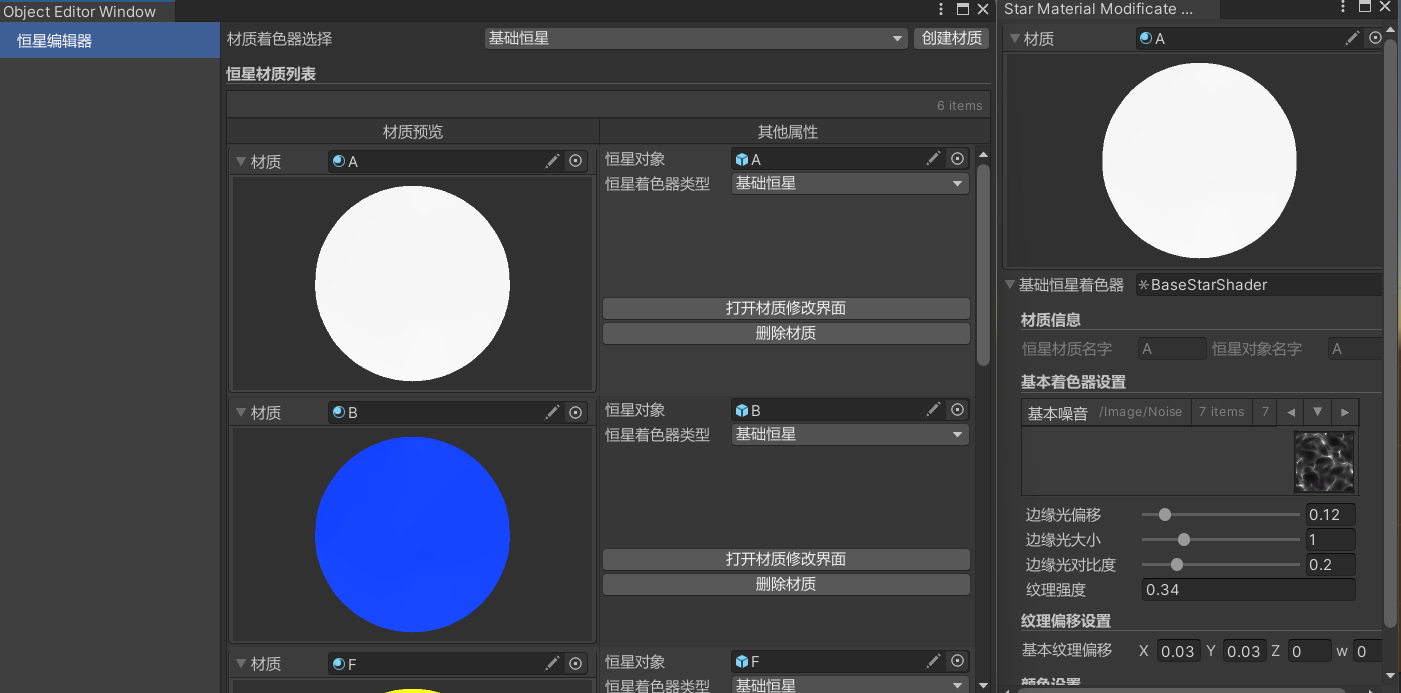 Object Editor Window
恒星编辑器
材质着色器选择 基础恒星 创建材质
恒星材质列表
6 items
材质预览 其他属性
材质 A
恒星对象 A
恒星着色器类型 基础恒星
打开材质修改界面
删除材质
材质 B
恒星对象 B
恒星着色器类型 基础恒星
打开材质修改界面
删除材质
材质 F
恒星对象 F
恒星着色器类型 基础恒星
Star Material Modificate ...
材质 A
基础恒星着色器 BaseStarShader
材质信息
恒星材质名字 A 恒星对象名字 A
基本着色器设置
基本噪音 /Image/Noise 7 items 7
边缘光偏移 0.12
边缘光大小 1
边缘光对比度 0.2
纹理强度 0.34
纹理偏移设置
基本纹理偏移 X 0.03 Y 0.03 Z 0 W 0
颜色设置